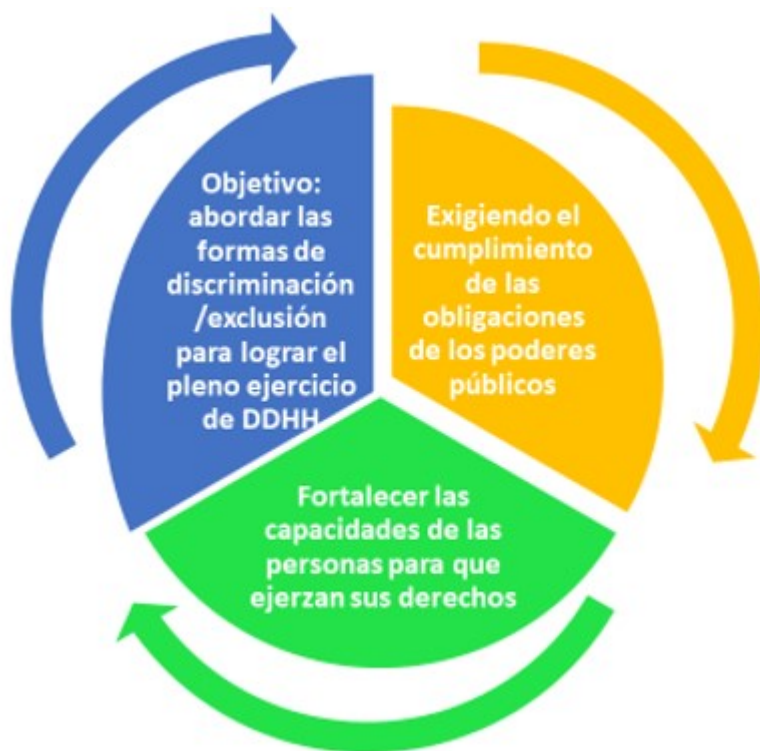 Objetivo:
abordar las
formas de
discriminación
/exclusión
para lograr el
pleno ejercicio
de DDHH
Exigiendo el
cumplimiento
de las
obligaciones
de los poderes
públicos
Fortalecer las
capacidades de las
personas para que
ejerzan sus derechos